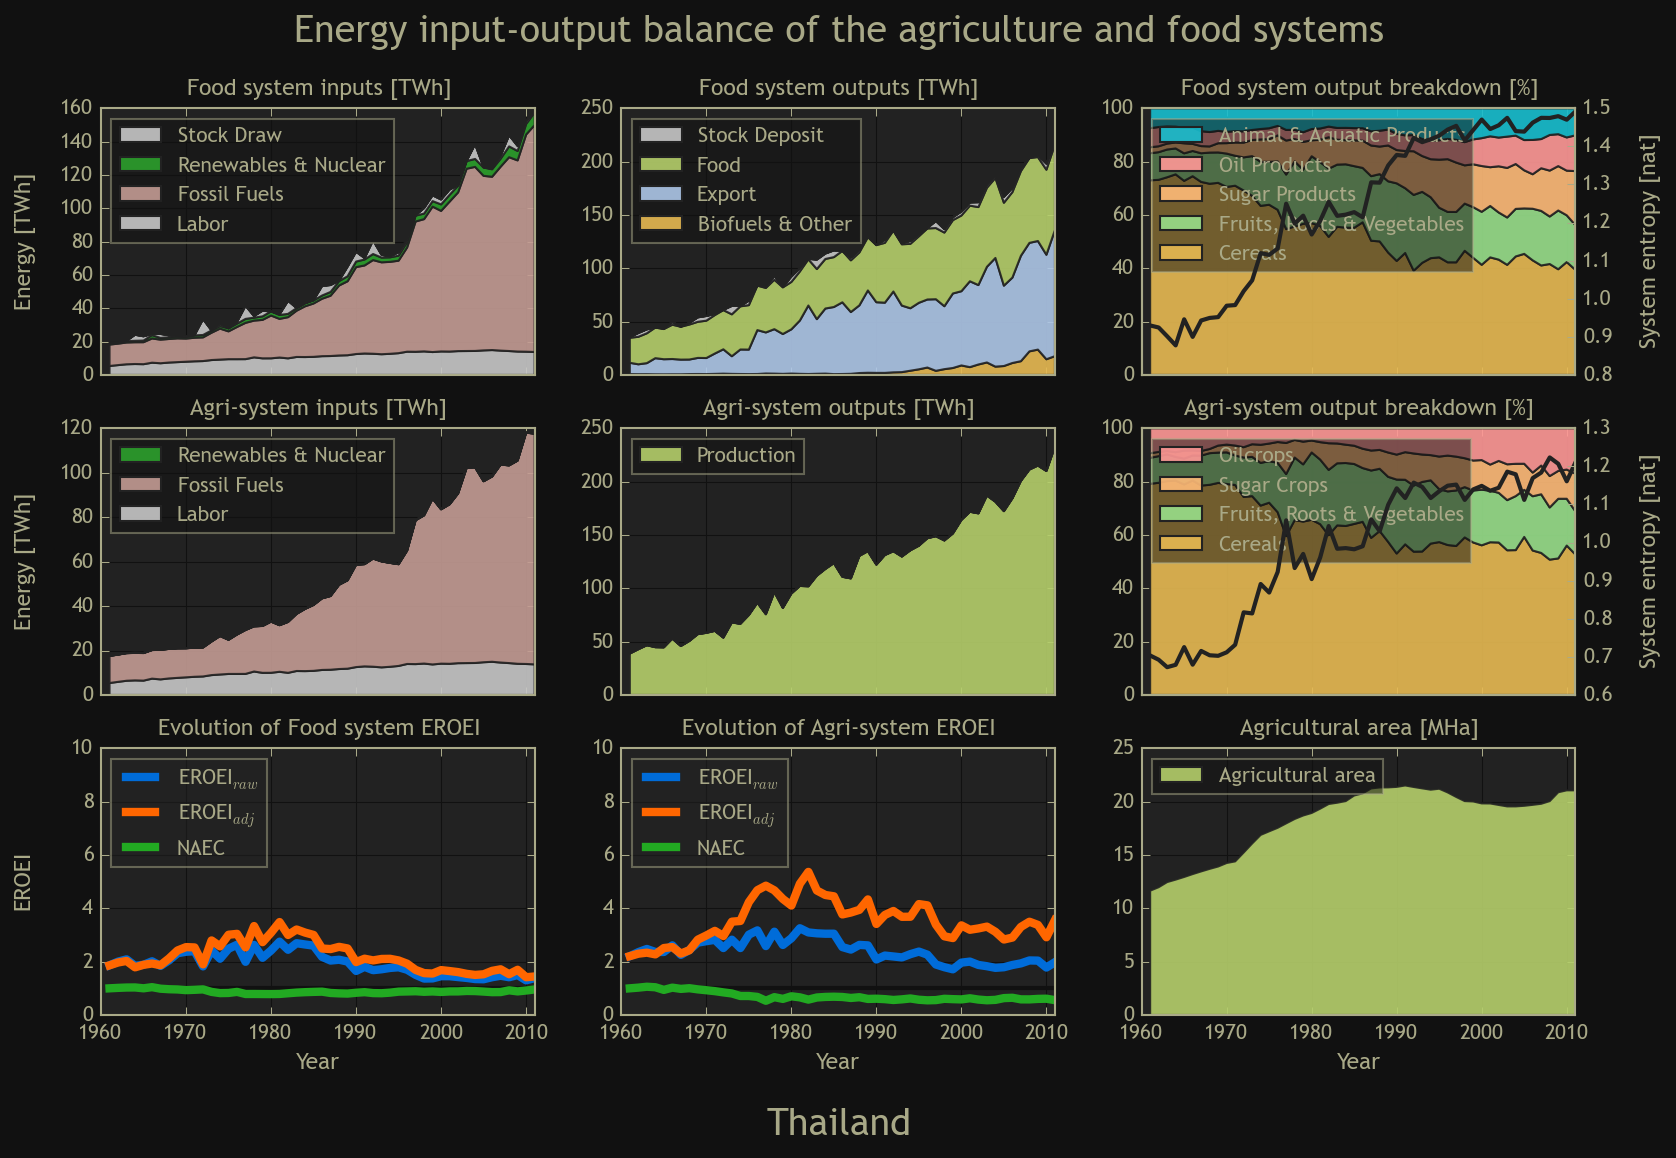 Energy input-output balance of the agriculture and food systems
Food system inputs [TWh]
Energy [TWh]
160
140
120
100
80
60
40
20
0
Stock Draw
Renewables & Nuclear
Fossil Fuels
Labor
Food system outputs [TWh]
250
200
150
100
50
0
Stock Deposit
Food
Export
Biofuels & Other
Food system output breakdown [%]
100
80
60
40
20
0
Animal & Aquatic Products
Oil Products
Sugar Products
Fruits, Roots & Vegetables
Cereals
1.5
1.4
1.3
1.2
1.1
1.0
0.9
0.8
System entropy [nat]
Agri-system inputs [TWh]
Energy [TWh]
120
100
80
60
40
20
0
Renewables & Nuclear
Fossil Fuels
Labor
Agri-system outputs [TWh]
250
200
150
100
50
0
Production
Agri-system output breakdown [%]
100
80
60
40
20
0
Oilcrops
Sugar Crops
Fruits, Roots & Vegetables
Cereals
1.3
1.2
1.1
1.0
0.9
0.8
0.7
0.6
System entropy [nat]
Evolution of Food system EROEI
EROEI
10
8
6
4
2
0
EROEI raw
EROEI adj
NAEC
1960 1970 1980 1990 2000 2010
Year
Evolution of Agri-system EROEI
10
8
6
4
2
0
EROEI raw
EROEI adj
NAEC
1960 1970 1980 1990 2000 2010
Year
Agricultural area [MHa]
25
20
15
10
5
0
Agricultural area
1960 1970 1980 1990 2000 2010
Year
Thailand